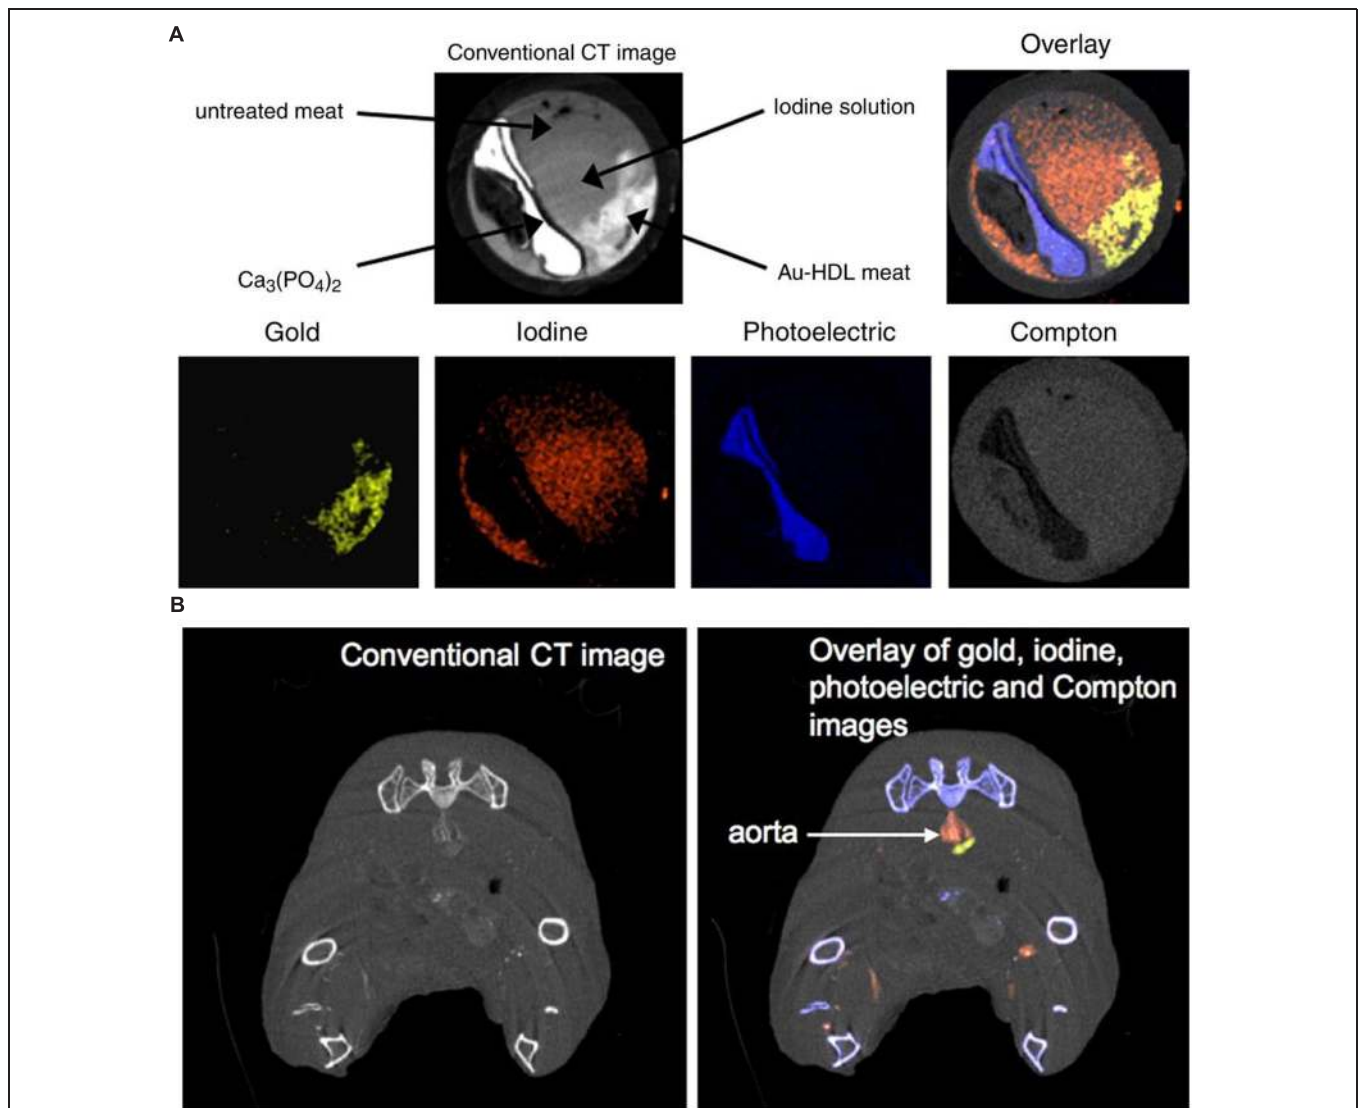 A
Conventional CT image
Overlay
untreated meat
Iodine solution
Ca3(PO4)2
Au-HDL meat
Gold
Iodine
Photoelectric
Compton
B
Conventional CT image
Overlay of gold, iodine,
photoelectric and Compton
images
aorta